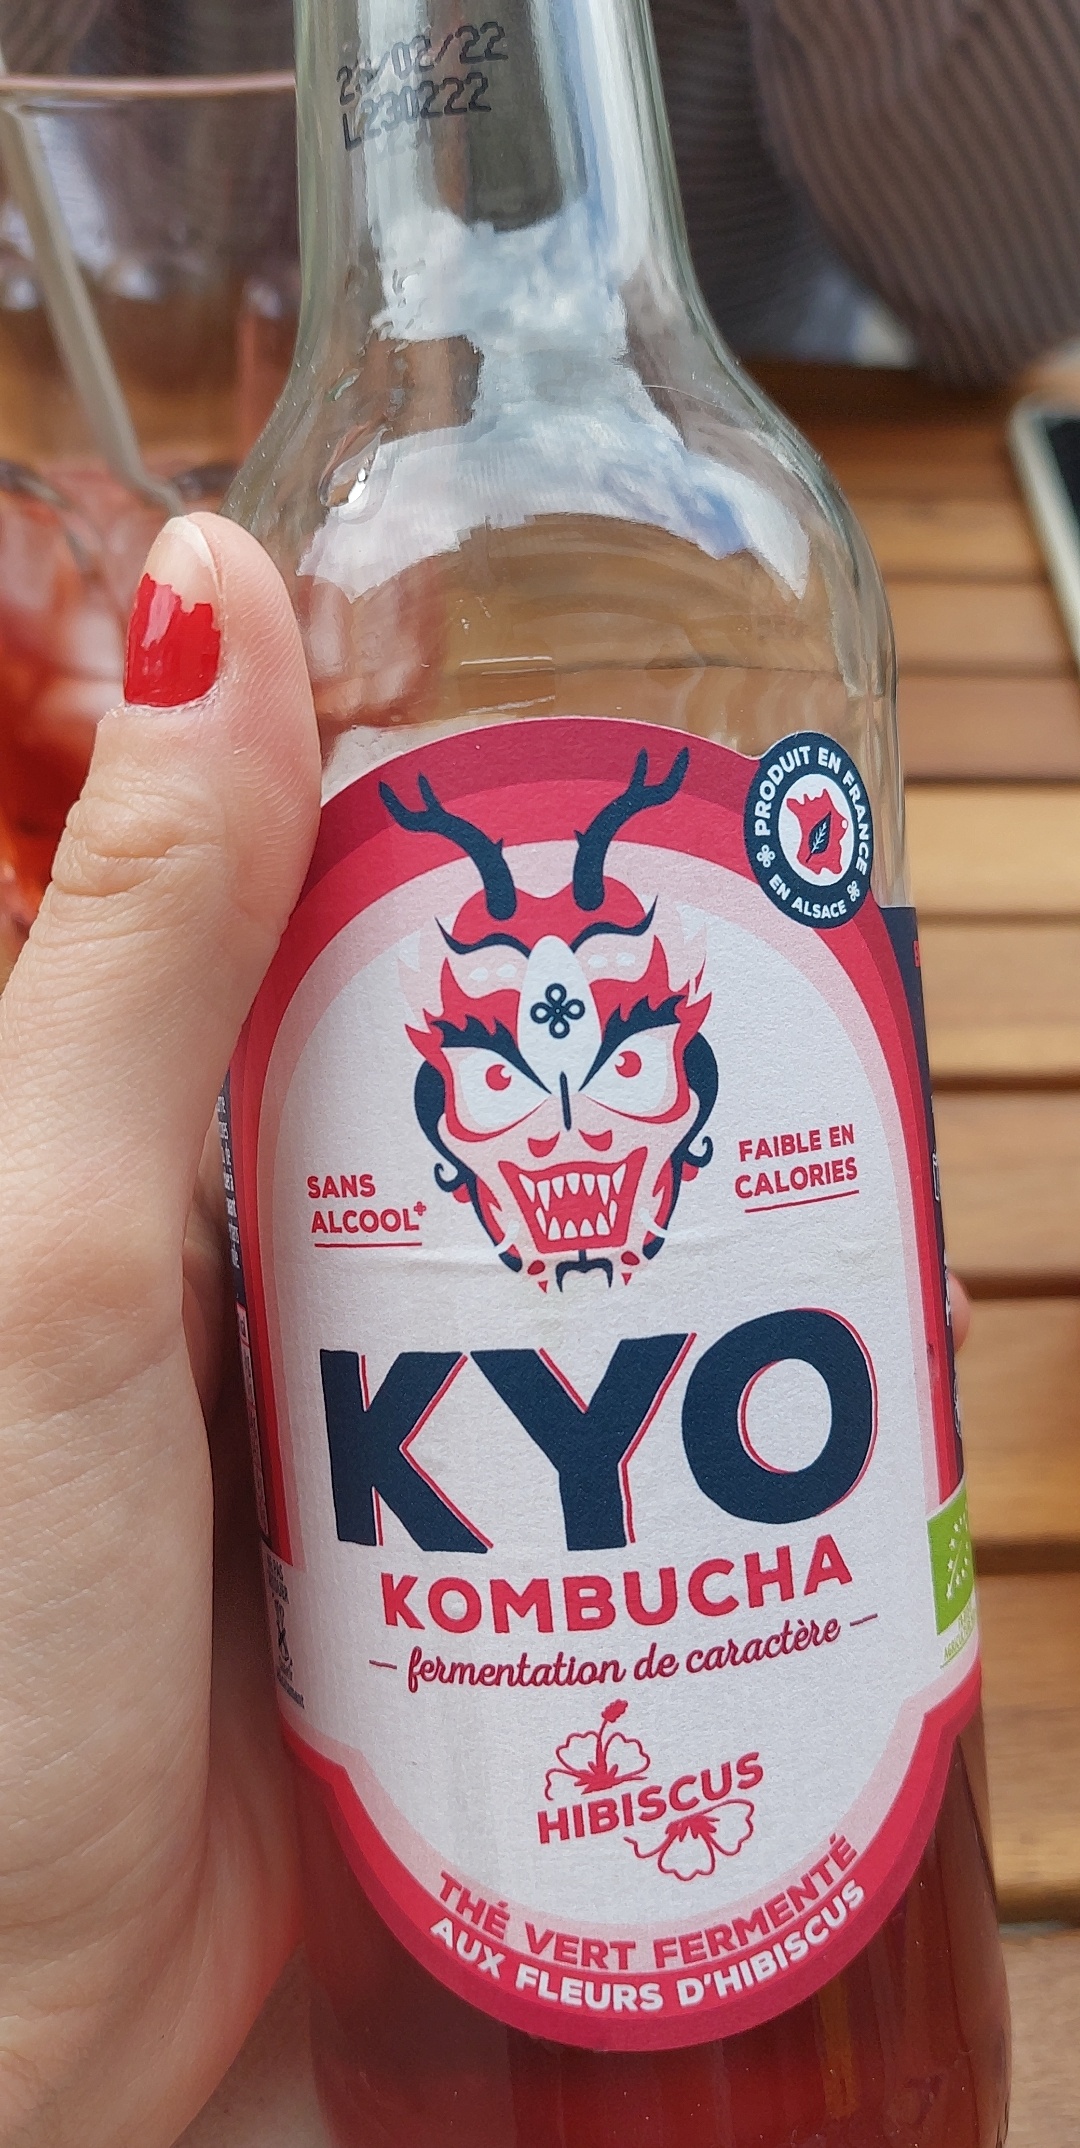 L230222
PRODUIT EN FRANCE
EN ALSACE
SANS
ALCOOL+
FAIBLE EN
CALORIES
KYO
KOMBUCHA
— fermentation de caractère —
HIBISCUS
THÉ VERT FERMENTÉ
AUX FLEURS D'HIBISCUS